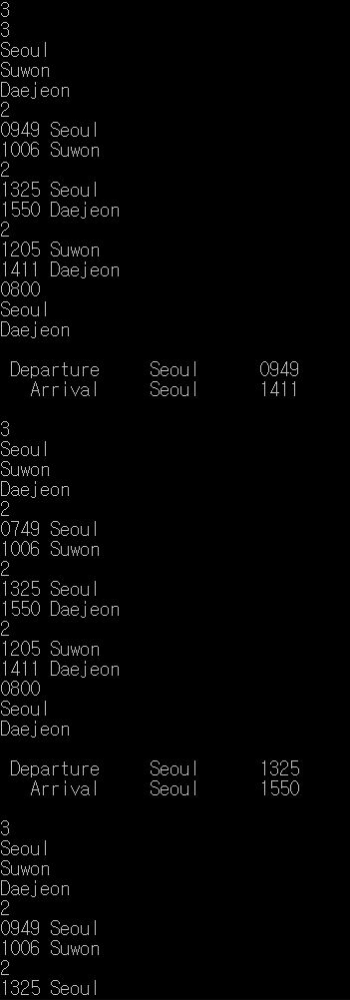 3
3
Seoul
Suwon
Daejeon
2
0949 Seoul
1006 Suwon
2
1325 Seoul
1550 Daejeon
2
1205 Suwon
1411 Daejeon
0800
Seoul
Daejeon
Departure Seoul 0949
Arrival Seoul 1411
3
Seoul
Suwon
Daejeon
2
0749 Seoul
1006 Suwon
2
1325 Seoul
1550 Daejeon
2
1205 Suwon
1411 Daejeon
0800
Seoul
Daejeon
Departure Seoul 1325
Arrival Seoul 1550
3
Seoul
Suwon
Daejeon
2
0949 Seoul
1006 Suwon
2
1325 Seoul